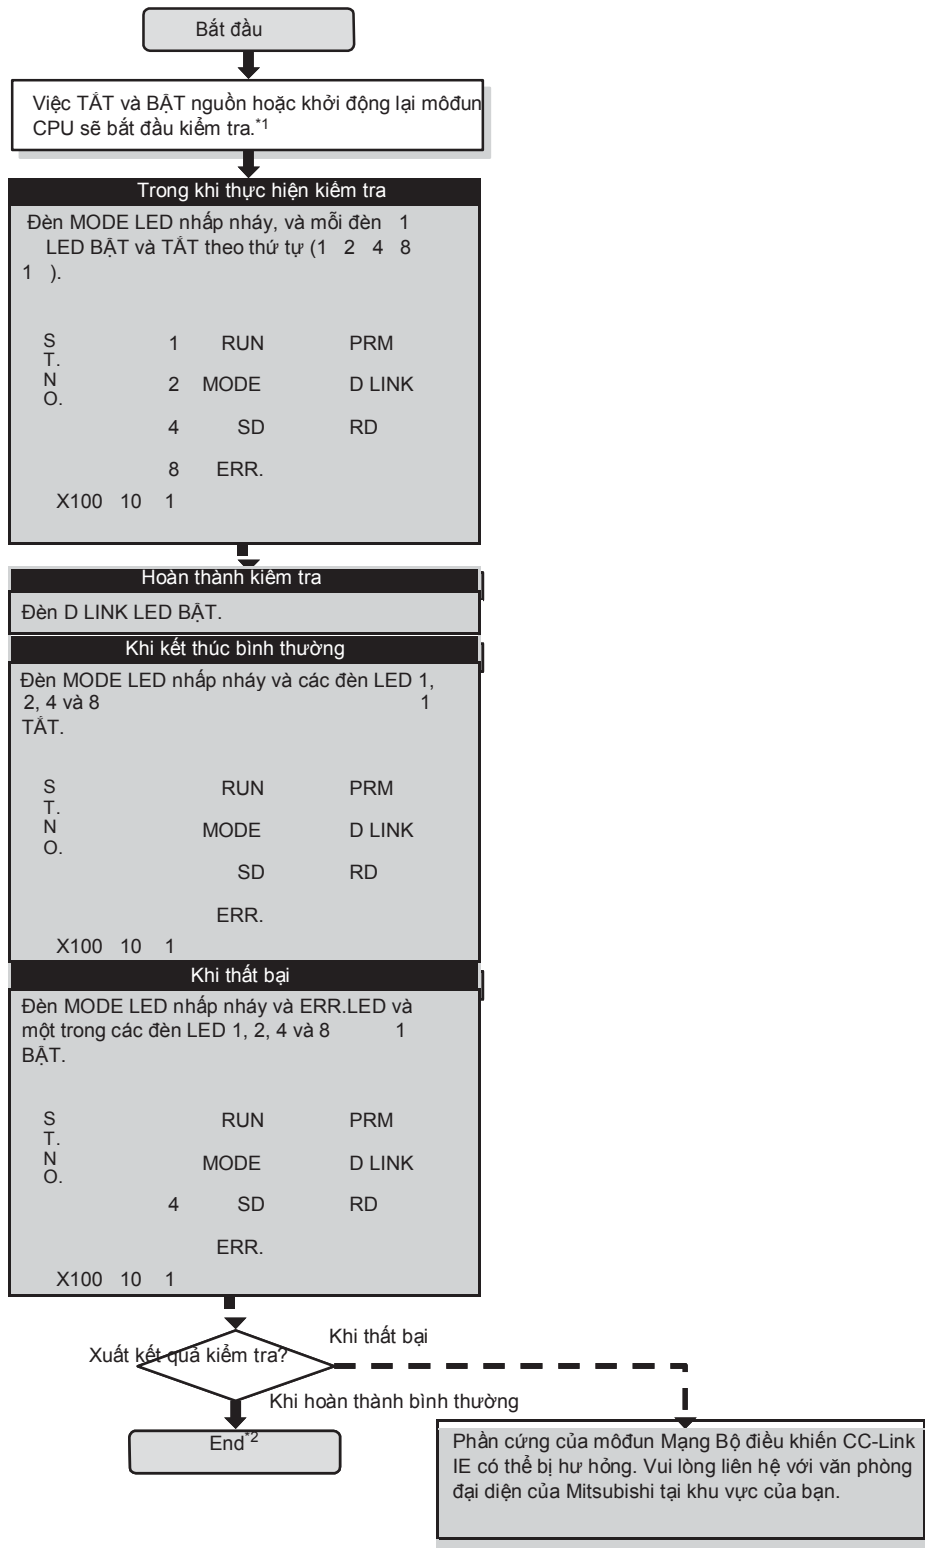 Bắt đầu
Việc TẮT và BẬT nguồn hoặc khởi động lại môđun
CPU sẽ bắt đầu kiểm tra.*1
Trong khi thực hiện kiểm tra
Đèn MODE LED nhấp nháy, và mỗi đèn 1
LED BẬT và TẮT theo thứ tự (1 2 4 8
1 ).
S
T.
N
O.
1 RUN PRM
2 MODE D LINK
4 SD RD
8 ERR.
X100 10 1
Hoàn thành kiểm tra
Đèn D LINK LED BẬT.
Khi kết thúc bình thường
Đèn MODE LED nhấp nháy và các đèn LED 1,
2, 4 và 8 1
TẮT.
S
T.
N
O.
RUN PRM
MODE D LINK
SD RD
ERR.
X100 10 1
Khi thất bại
Đèn MODE LED nhấp nháy và ERR.LED và
một trong các đèn LED 1, 2, 4 và 8 1
BẬT.
S
T.
N
O.
RUN PRM
MODE D LINK
4 SD RD
ERR.
X100 10 1
Xuất kết quả kiểm tra?
Khi thất bại
Khi hoàn thành bình thường
End*2
Phần cứng của môđun Mạng Bộ điều khiển CC-Link
IE có thể bị hư hỏng. Vui lòng liên hệ với văn phòng
đại diện của Mitsubishi tại khu vực của bạn.